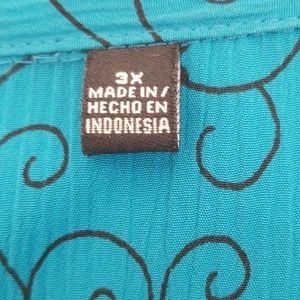 3X
MADE IN/
HECHO EN
INDONESIA